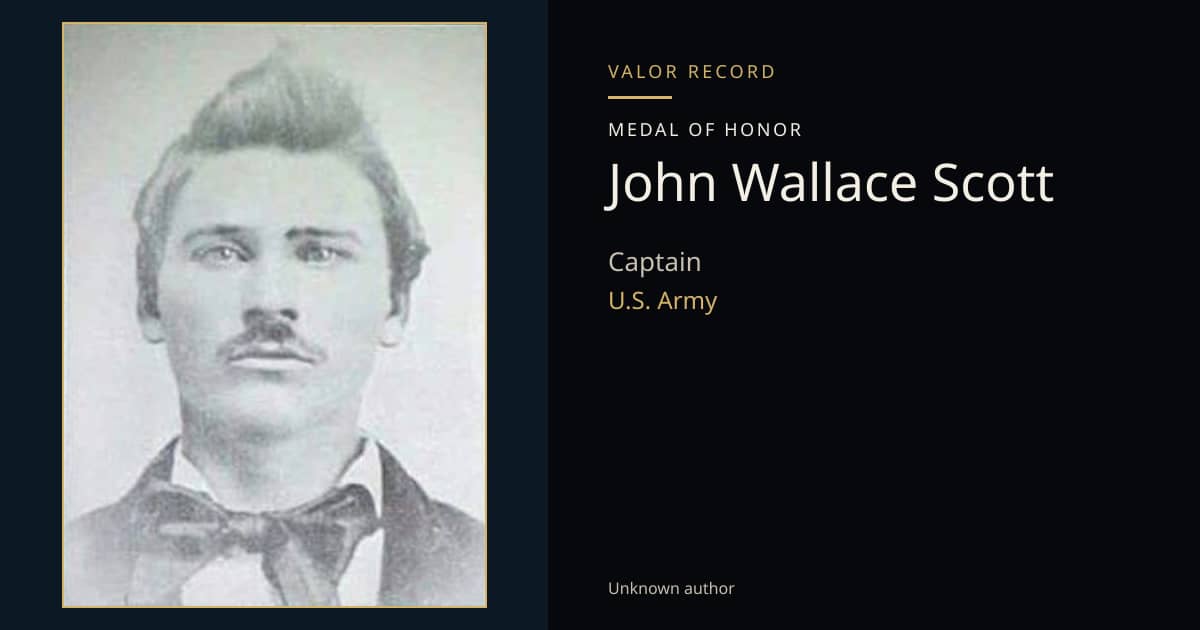 VALOR RECORD
MEDAL OF HONOR
John Wallace Scott
Captain
U.S. Army
Unknown author